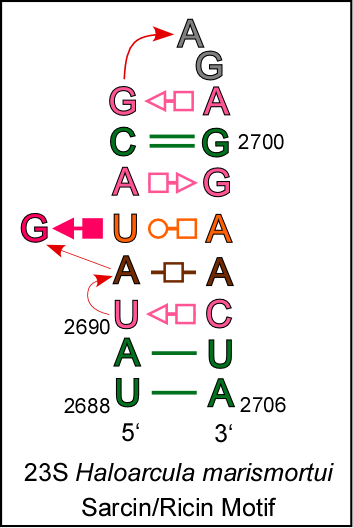 A
G
G A
C G 2700
A G
G U A
A A
2690 U C
A U
2688 U A 2706
5‘ 3‘
23S Haloarcula marismortui
Sarcin/Ricin Motif